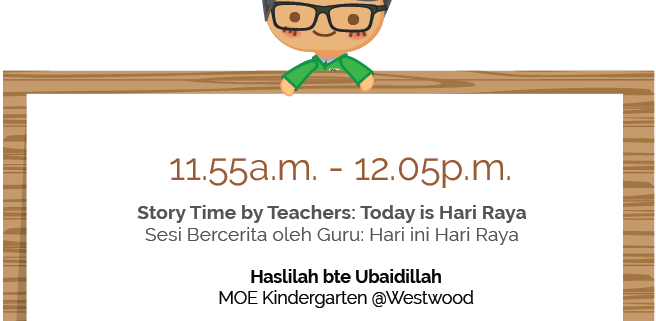 11.55a.m. - 12.05p.m.
Story Time by Teachers: Today is Hari Raya
Sesi Bercerita oleh Guru: Hari ini Hari Raya
Haslilah bte Ubaidillah
MOE Kindergarten @Westwood